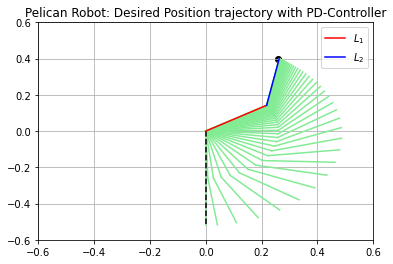 Pelican Robot: Desired Position trajectory with PD-Controller
L₁
L₂
0.6
0.4
0.2
0.0
−0.2
−0.4
−0.6
−0.6 −0.4 −0.2 0.0 0.2 0.4 0.6